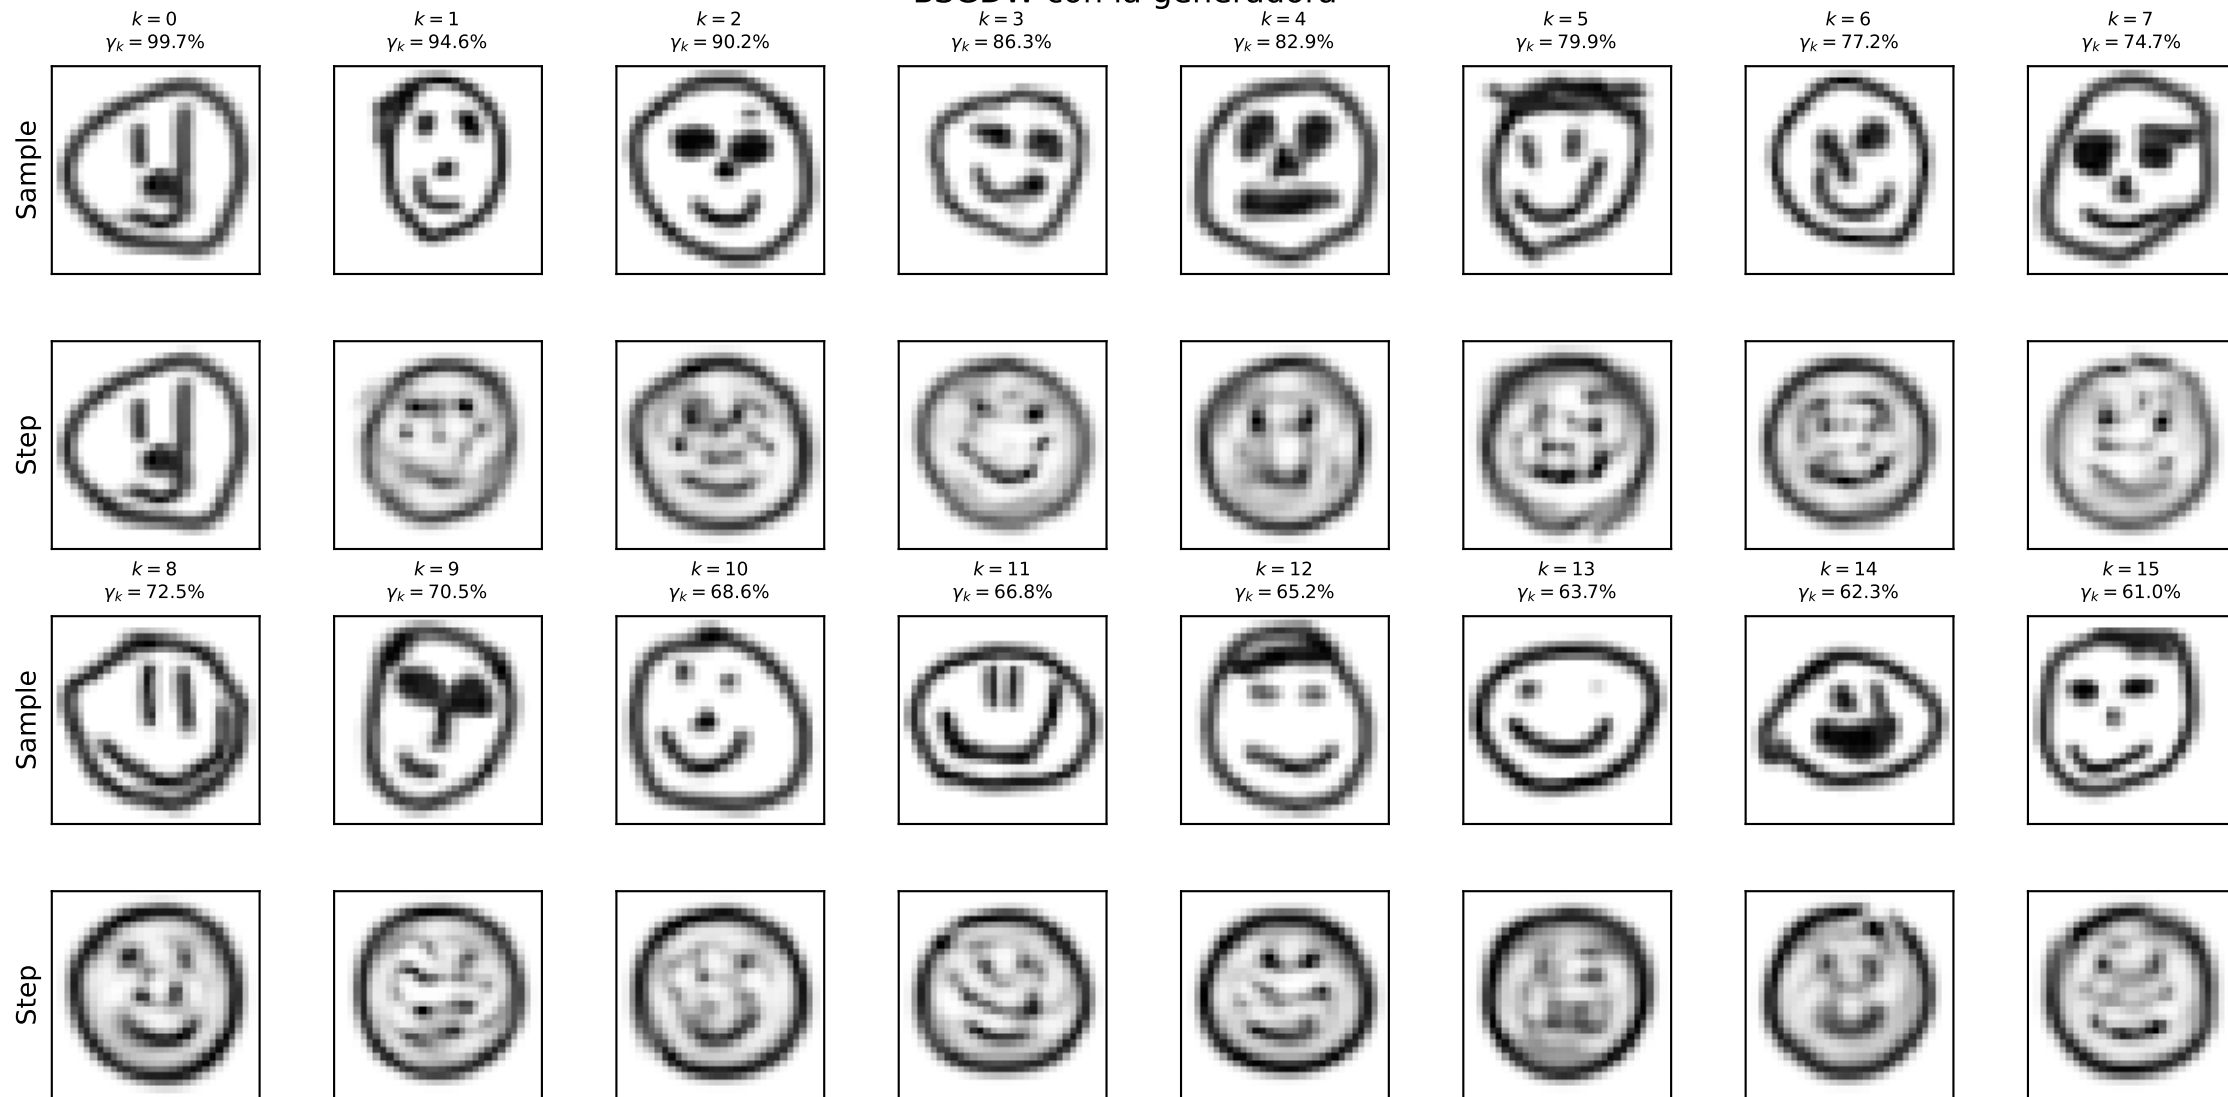 con la generadora
k = 0 k = 1 k = 2 k = 3 k = 4 k = 5 k = 6 k = 7
γk = 99.7% γk = 94.6% γk = 90.2% γk = 86.3% γk = 82.9% γk = 79.9% γk = 77.2% γk = 74.7%
Sample
Step
k = 8 k = 9 k = 10 k = 11 k = 12 k = 13 k = 14 k = 15
γk = 72.5% γk = 70.5% γk = 68.6% γk = 66.8% γk = 65.2% γk = 63.7% γk = 62.3% γk = 61.0%
Sample
Step